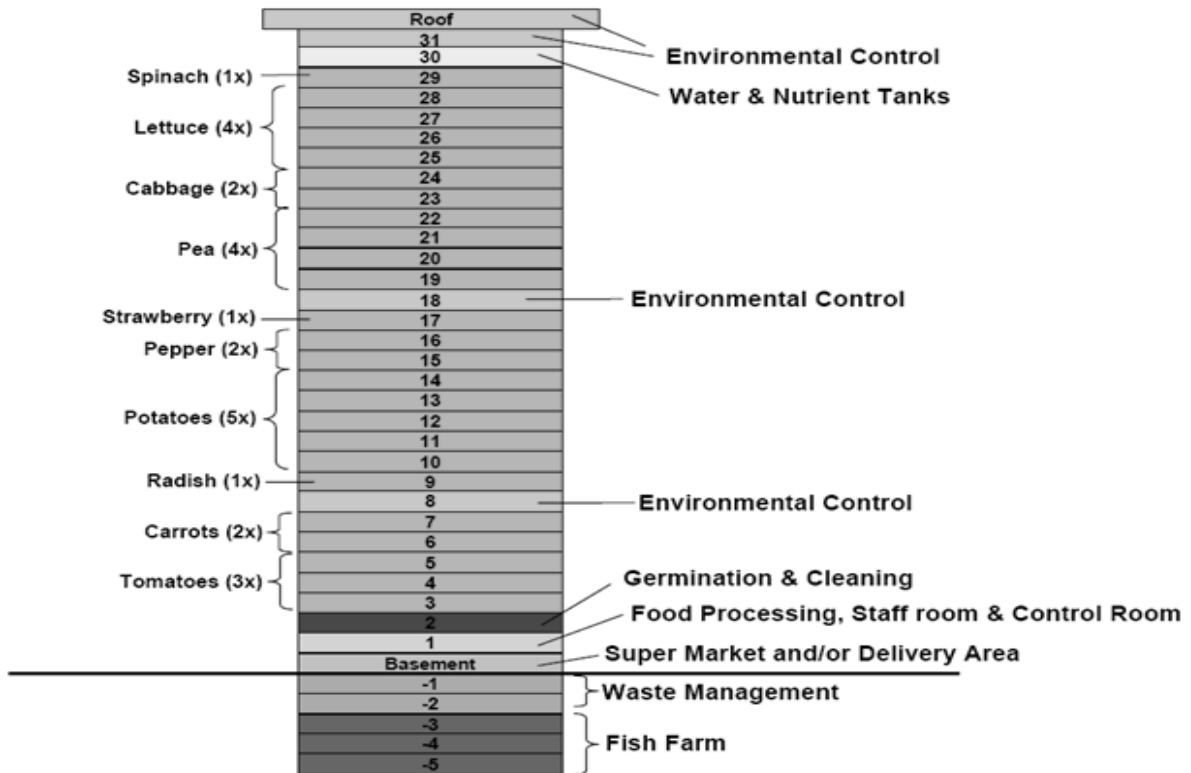 Roof
31
Environmental Control
30
Spinach (1x)
29
Water & Nutrient Tanks
28
27
Lettuce (4x)
26
25
24
Cabbage (2x)
23
22
21
Pea (4x)
20
19
18
Environmental Control
Strawberry (1x)
17
16
Pepper (2x)
15
14
13
Potatoes (5x)
12
11
10
Radish (1x)
9
8
Environmental Control
7
Carrots (2x)
6
5
Tomatoes (3x)
4
Germination & Cleaning
3
2
Food Processing, Staff room & Control Room
1
Basement
Super Market and/or Delivery Area
-1
Waste Management
-2
-3
-4
Fish Farm
-5